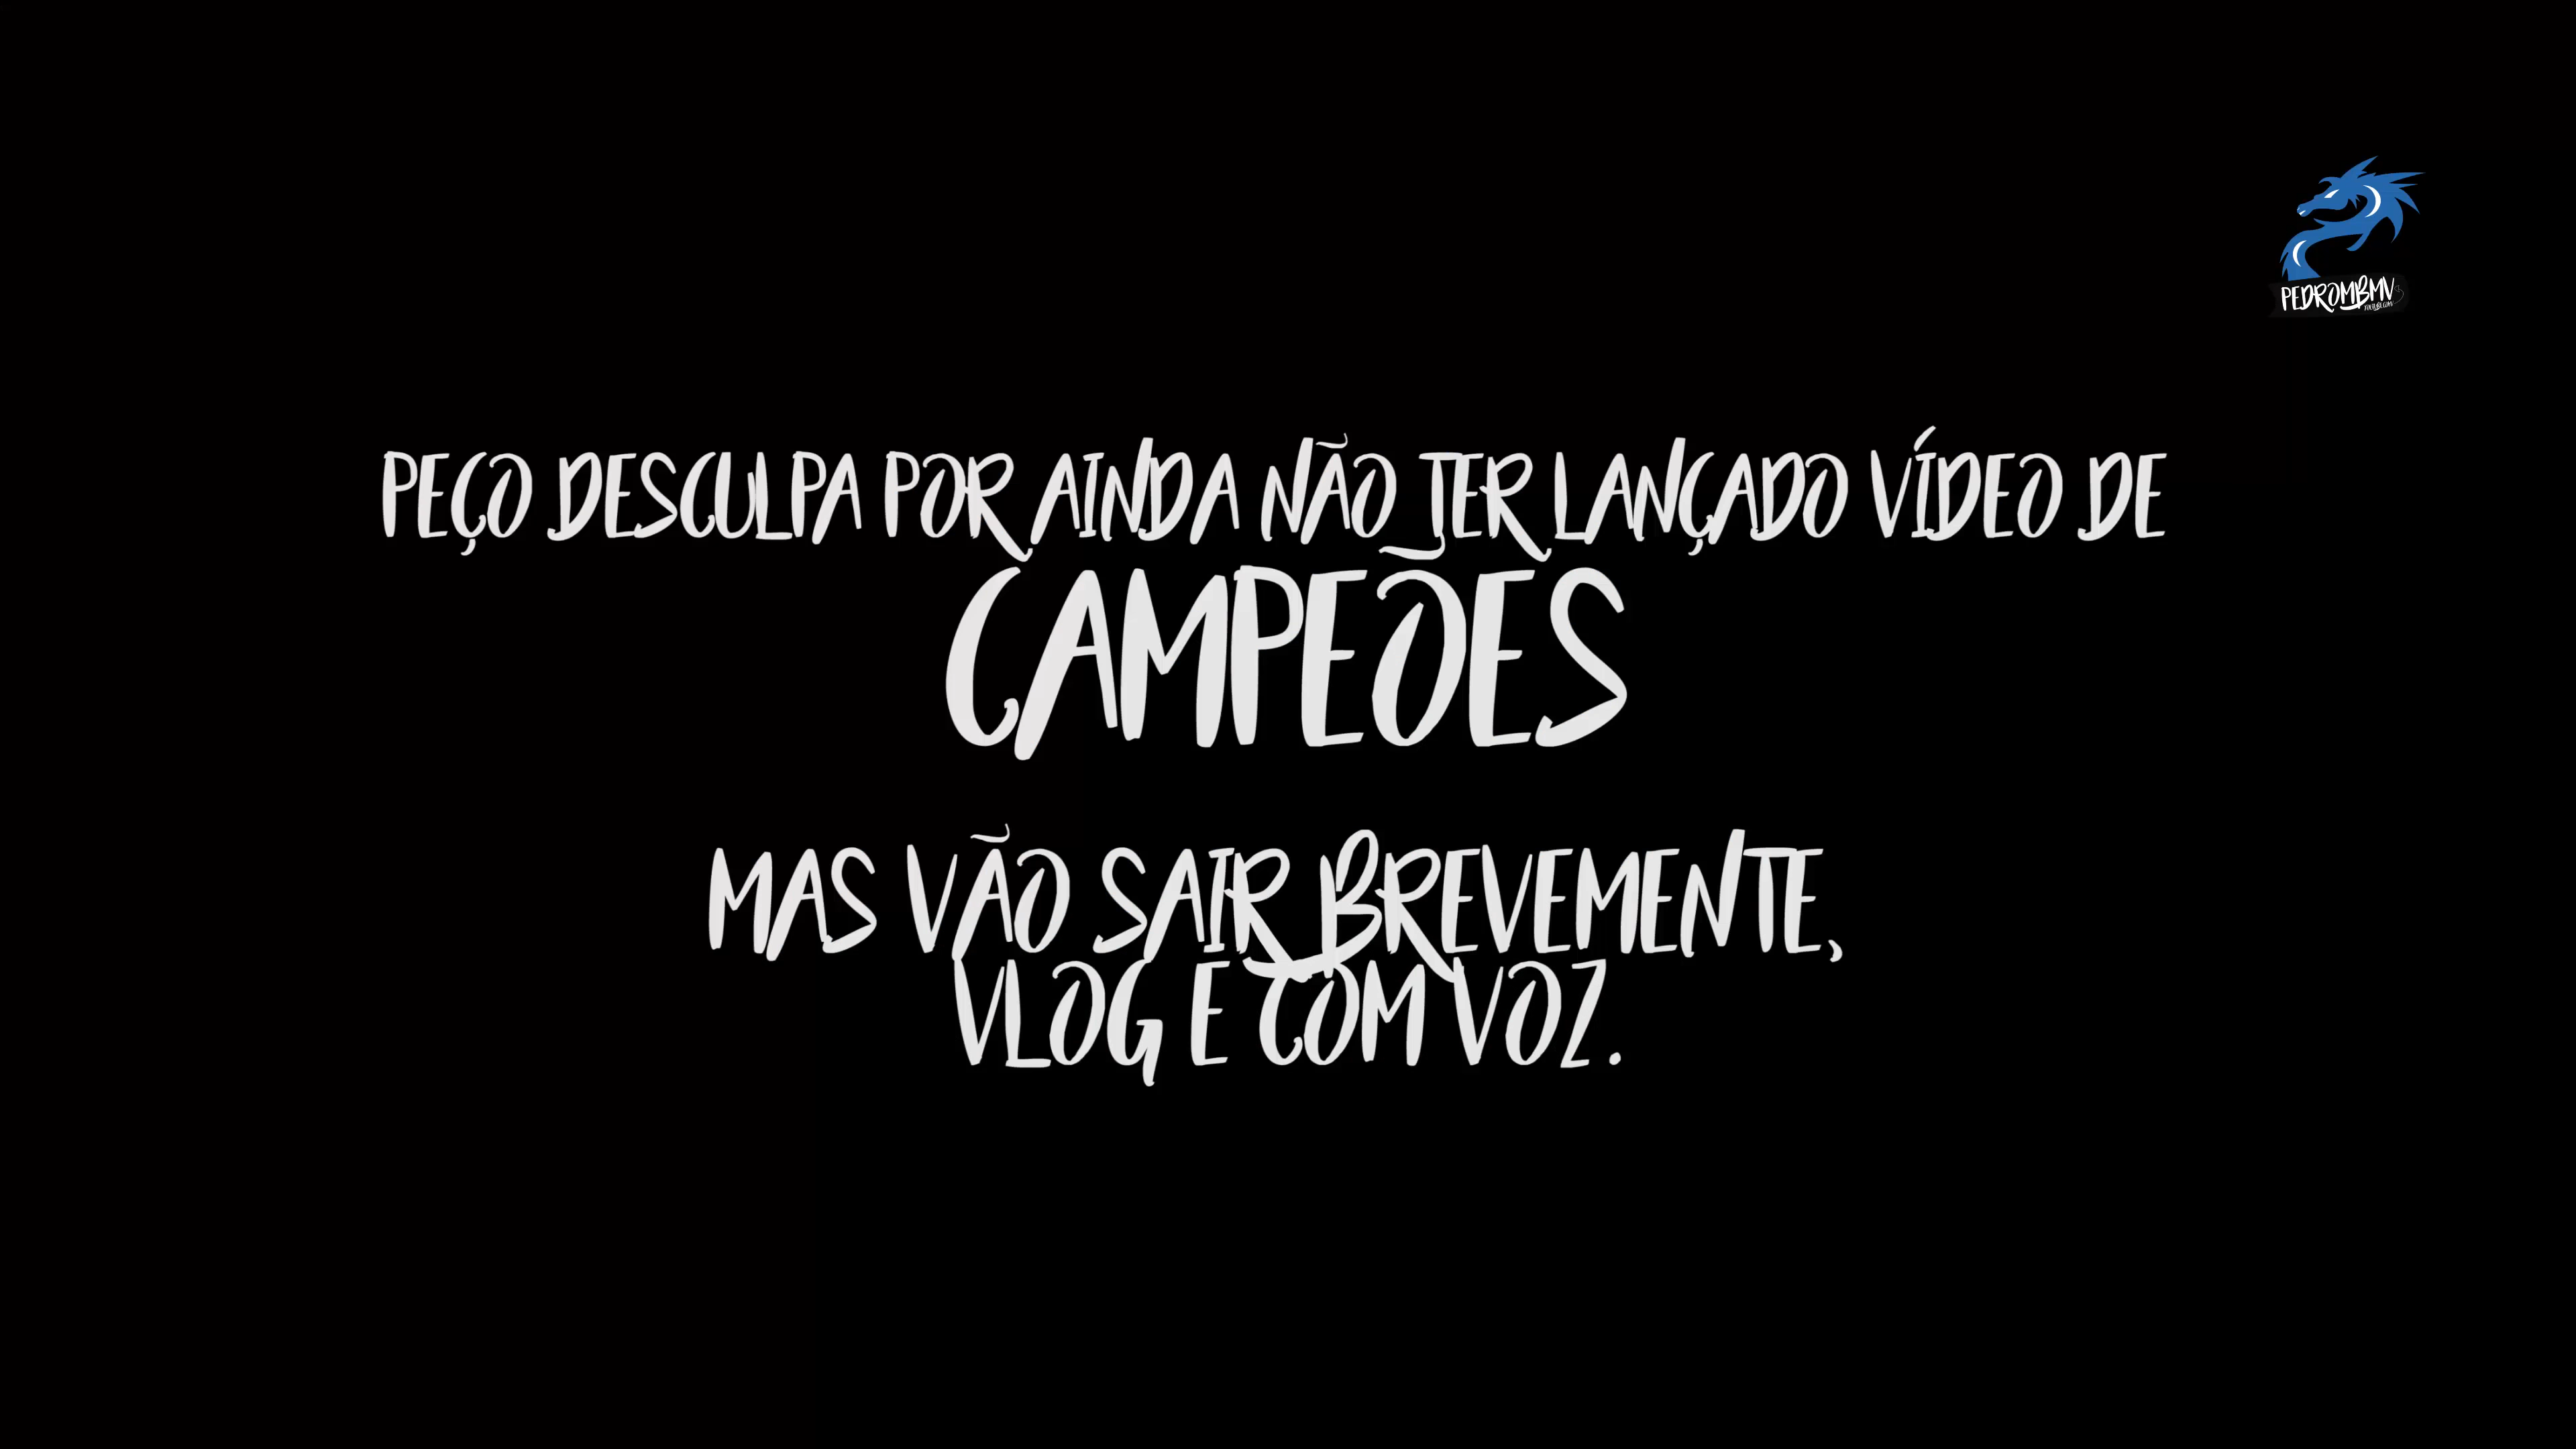 PEDROMBMV
PEÇO DESCULPA POR AINDA NÃO TER LANÇADO VÍDEO DE
CAMPEÕES
MAS VÃO SAIR BREVEMENTE,
VLOG E COM VOZ.